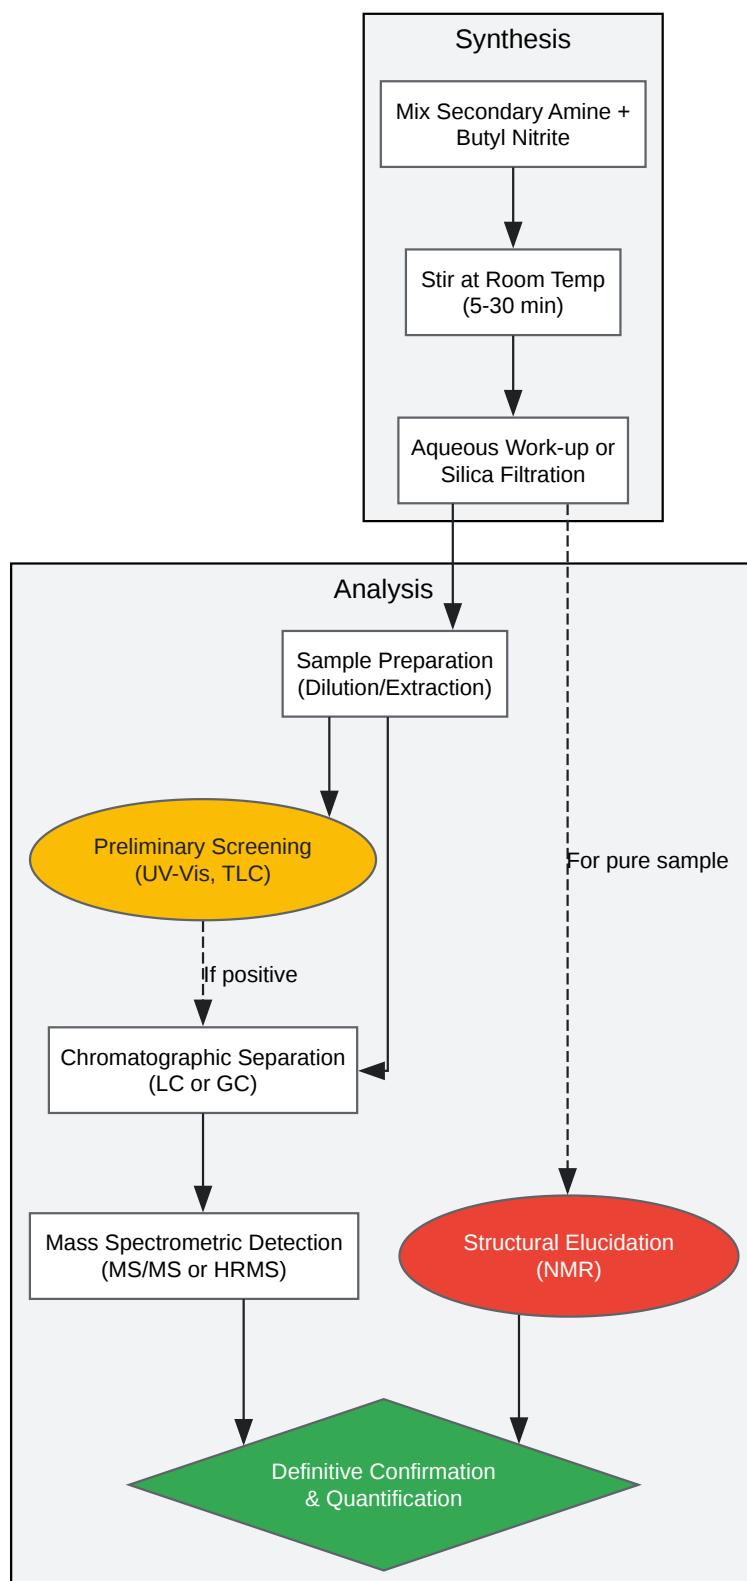 Synthesis
Mix Secondary Amine +
Butyl Nitrite
Stir at Room Temp
(5-30 min)
Aqueous Work-up or
Silica Filtration
Analysis
Sample Preparation
(Dilution/Extraction)
Preliminary Screening
(UV-Vis, TLC)
For pure sample
If positive
Chromatographic Separation
(LC or GC)
Mass Spectrometric Detection
(MS/MS or HRMS)
Structural Elucidation
(NMR)
Definitive Confirmation
& Quantification